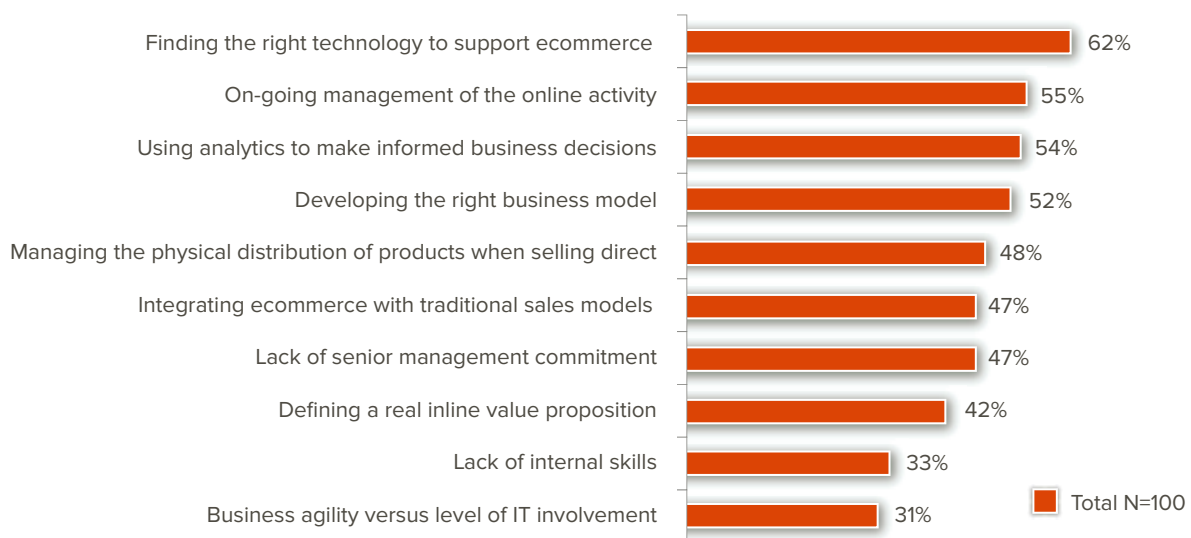 Finding the right technology to support ecommerce 62%
On-going management of the online activity 55%
Using analytics to make informed business decisions 54%
Developing the right business model 52%
Managing the physical distribution of products when selling direct 48%
Integrating ecommerce with traditional sales models 47%
Lack of senior management commitment 47%
Defining a real inline value proposition 42%
Lack of internal skills 33%
Business agility versus level of IT involvement 31%
Total N=100